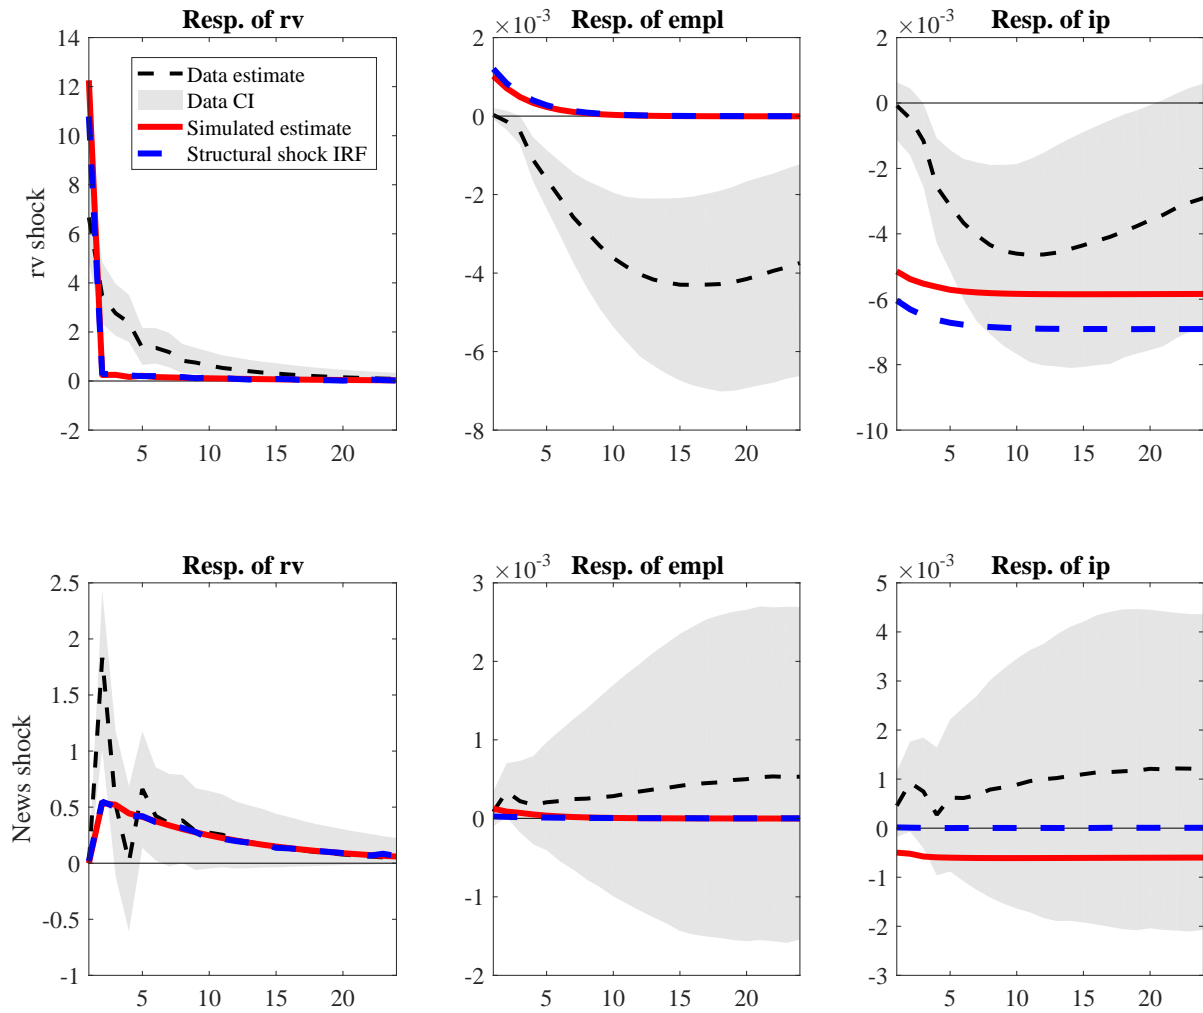 Resp. of rv
14
12
10
8
6
4
2
0
-2
5 10 15 20
rv shock
Data estimate
Data CI
Simulated estimate
Structural shock IRF
Resp. of empl
×10-3
2
0
-2
-4
-6
-8
5 10 15 20
Resp. of ip
×10-3
2
0
-2
-4
-6
-8
-10
5 10 15 20
Resp. of rv
2.5
2
1.5
1
0.5
0
-0.5
-1
5 10 15 20
News shock
Resp. of empl
×10-3
3
2
1
0
-1
-2
5 10 15 20
Resp. of ip
×10-3
5
4
3
2
1
0
-1
-2
-3
5 10 15 20